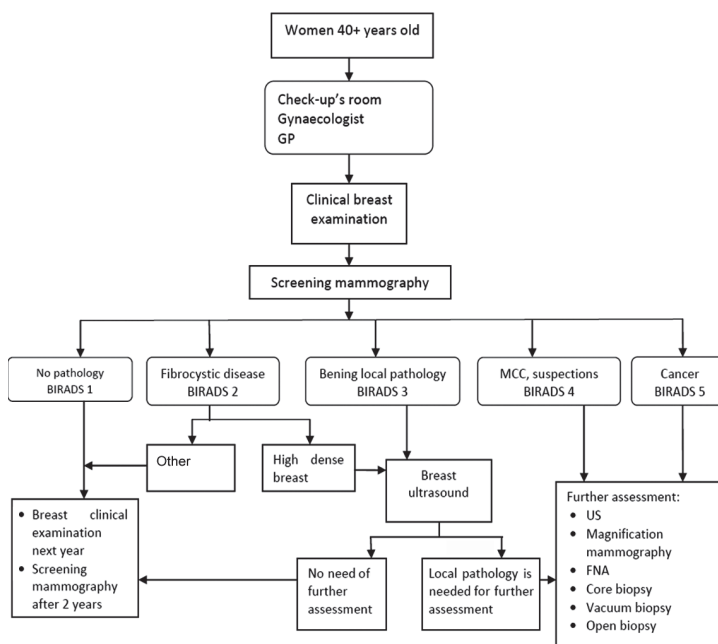 Women 40+ years old
Check-up's room
Gynaecologist
GP
Clinical breast
examination
Screening mammography
No pathology
BIRADS 1
Fibrocystic disease
BIRADS 2
Bening local pathology
BIRADS 3
MCC, suspections
BIRADS 4
Cancer
BIRADS 5
Other
High dense
breast
Breast
ultrasound
• Breast clinical
examination
next year
• Screening
mammography
after 2 years
No need of
further
assessment
Local pathology is
needed for further
assessment
Further assessment:
• US
• Magnification
mammography
• FNA
• Core biopsy
• Vacuum biopsy
• Open biopsy